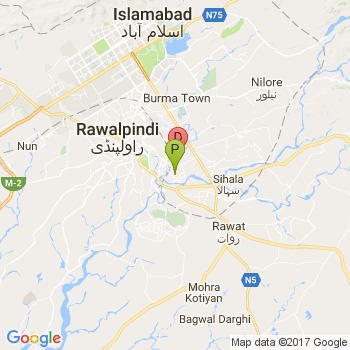 Islamabad
اسلام آباد
N75
Nilore
نیلور
Burma Town
Rawalpindi
راولپنڈی
D
P
Nun
M-2
Sihala
سہالا
Rawat
روات
N5
Mohra
Kotiyan
Bagwal Darghi
Google
Map data ©2017 Google